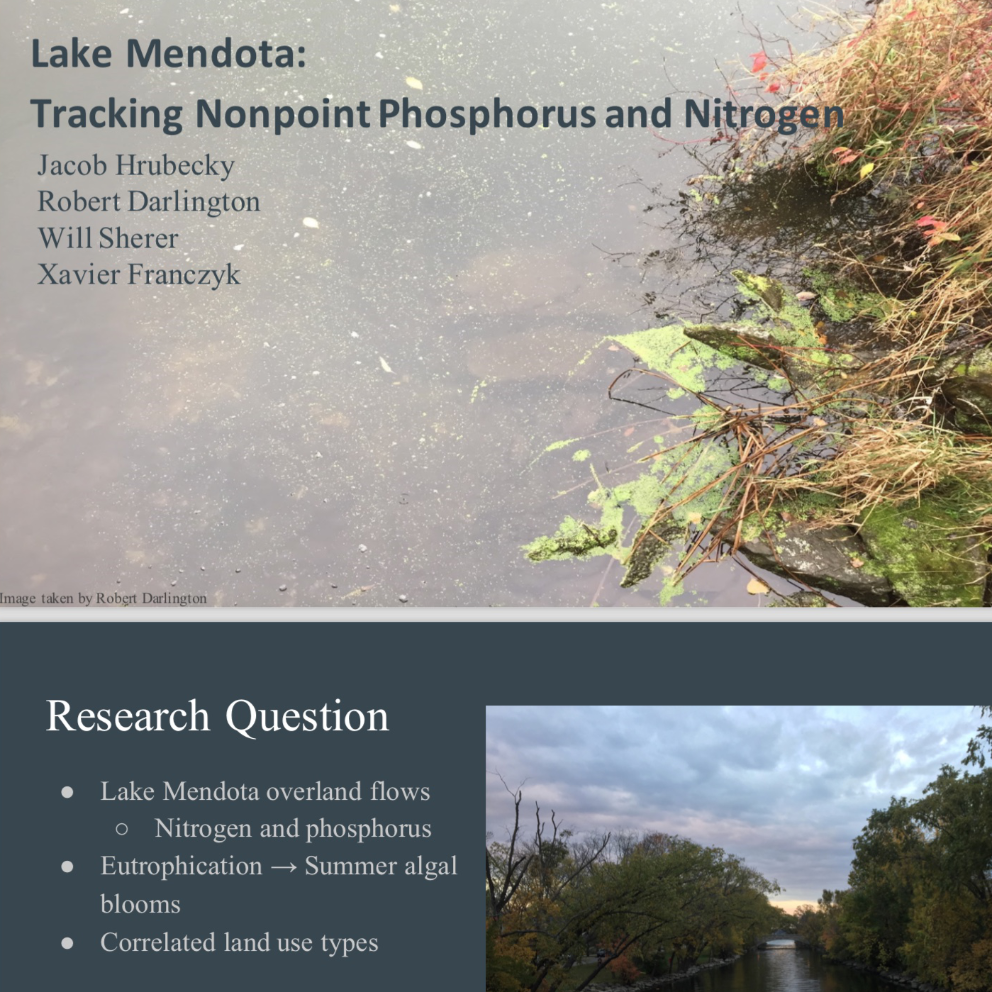 Lake Mendota:
Tracking Nonpoint Phosphorus and Nitrogen
Jacob Hrubecky
Robert Darlington
Will Sherer
Xavier Franczyk
Image taken by Robert Darlington
Research Question
● Lake Mendota overland flows
○ Nitrogen and phosphorus
● Eutrophication → Summer algal
blooms
● Correlated land use types